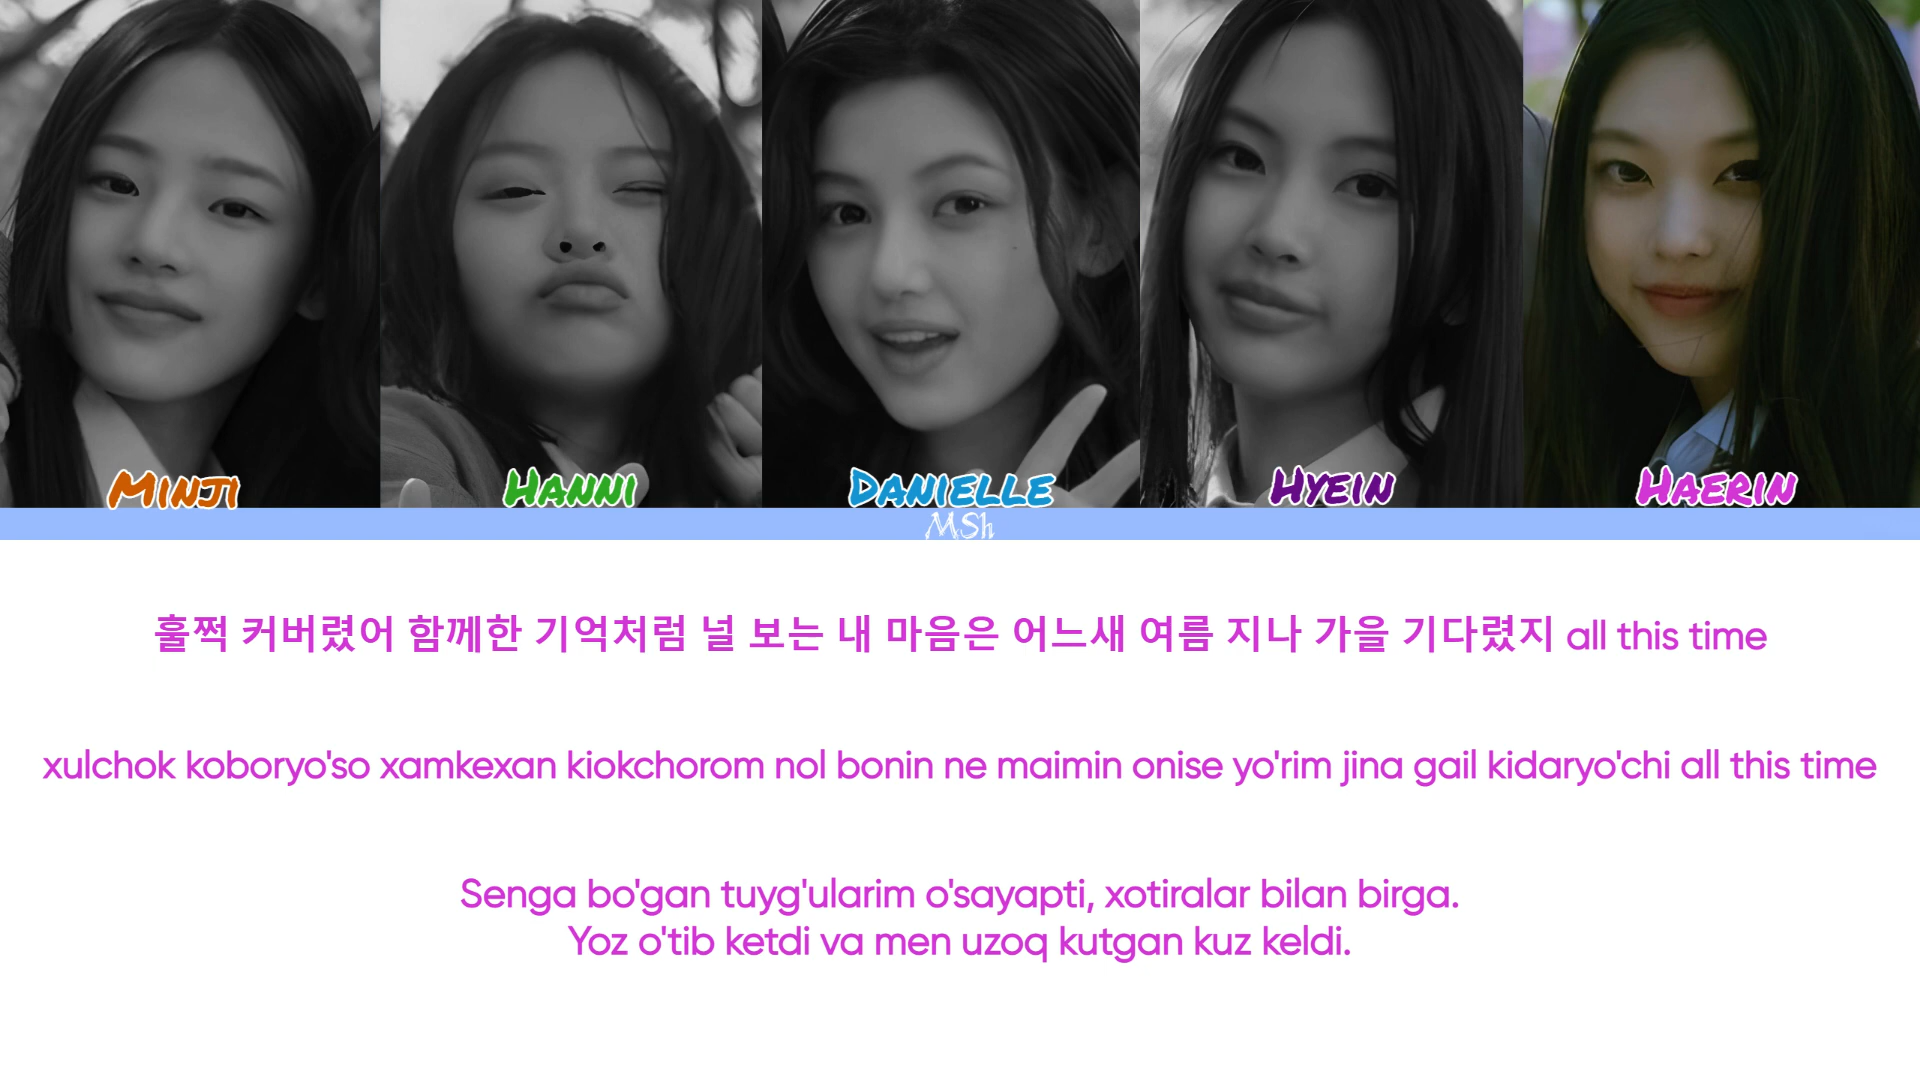 Minji
Hanni
Danielle
Hyein
Haerin
MSh
훌쩍 커버렸어 함께한 기억처럼 널 보는 내 마음은 어느새 여름 지나 가을 기다렸지 all this time
xulchok koboryo'so xamkexan kiokchorom nol bonin ne maimin onise yo'rim jina gail kidaryo'chi all this time
Senga bo'gan tuyg'ularim o'sayapti, xotiralar bilan birga.
Yoz o'tib ketdi va men uzoq kutgan kuz keldi.